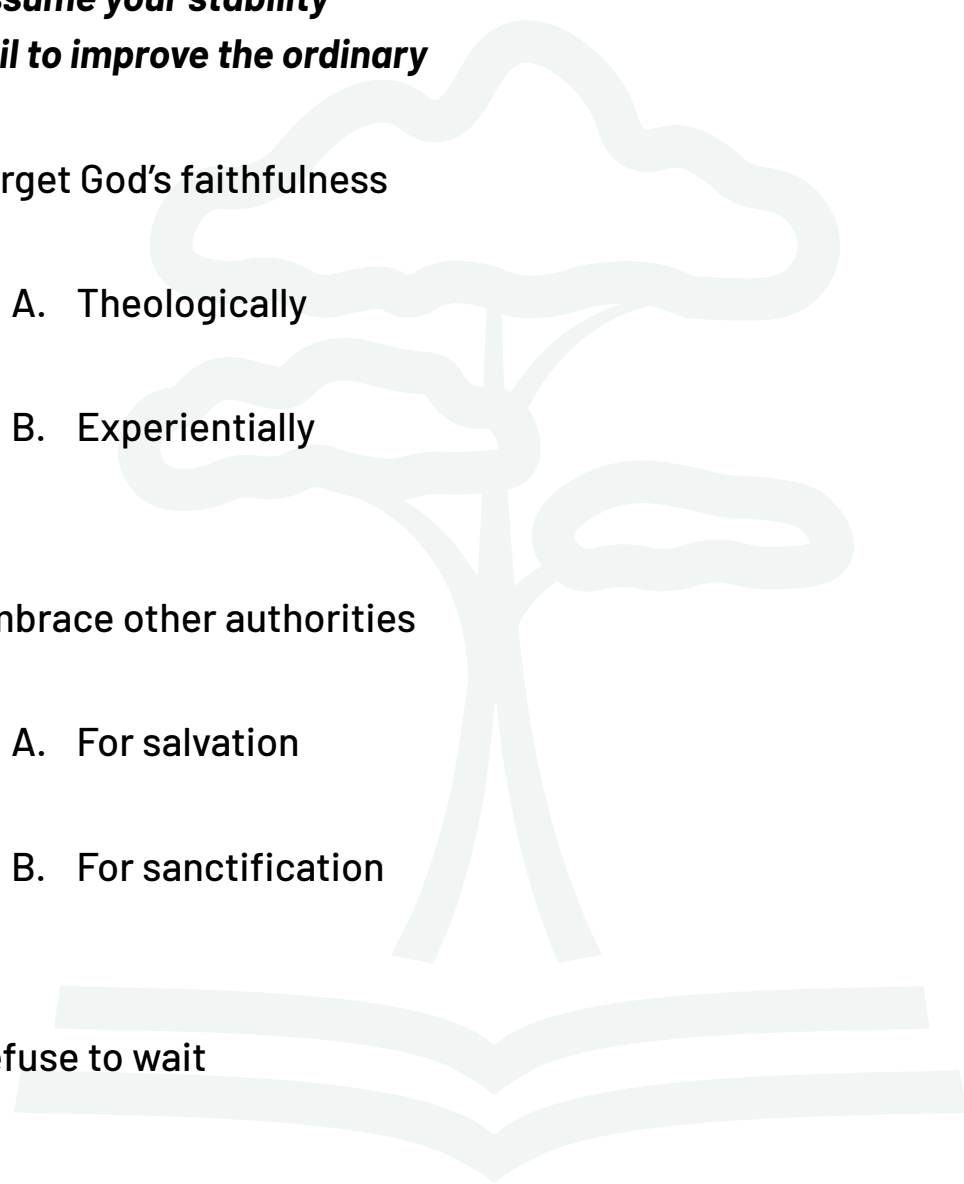 ssume your stability
il to improve the ordinary
rget God’s faithfulness
A. Theologically
B. Experientially
mbrace other authorities
A. For salvation
B. For sanctification
efuse to wait